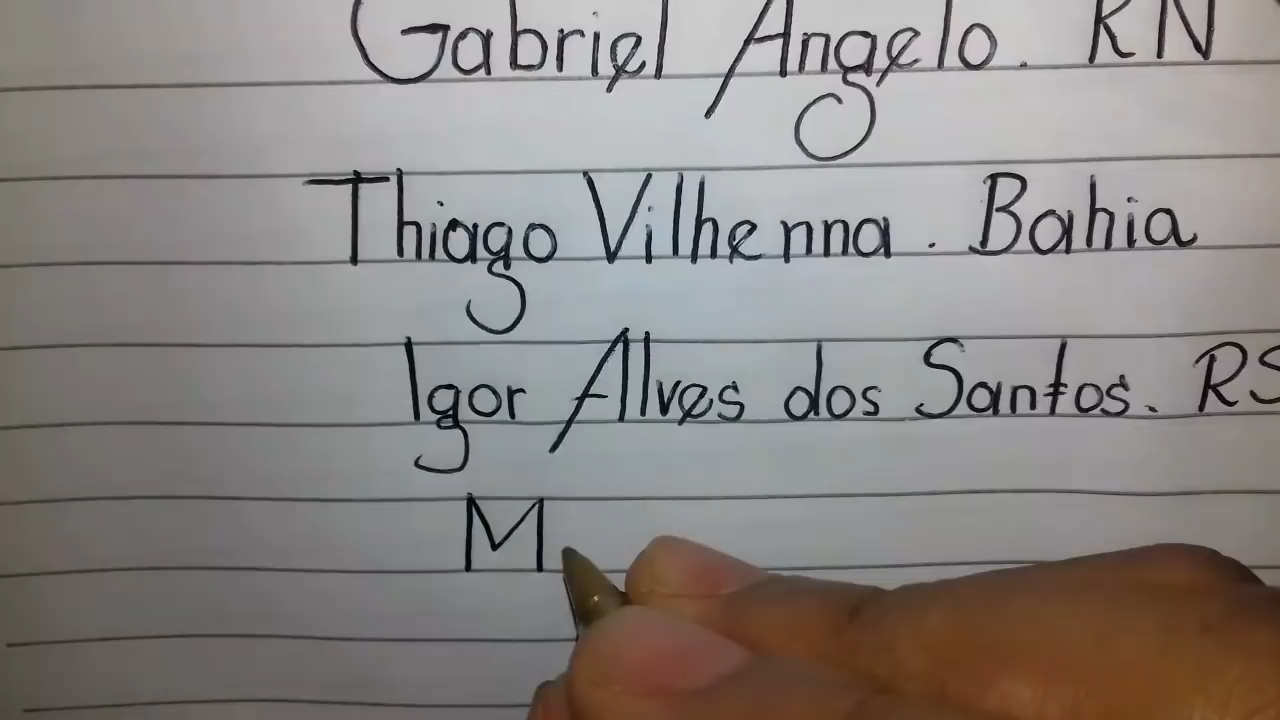 Gabriel Angelo. RN
Thiago Vilhenna. Bahia
Igor Alves dos Santos. RS
M